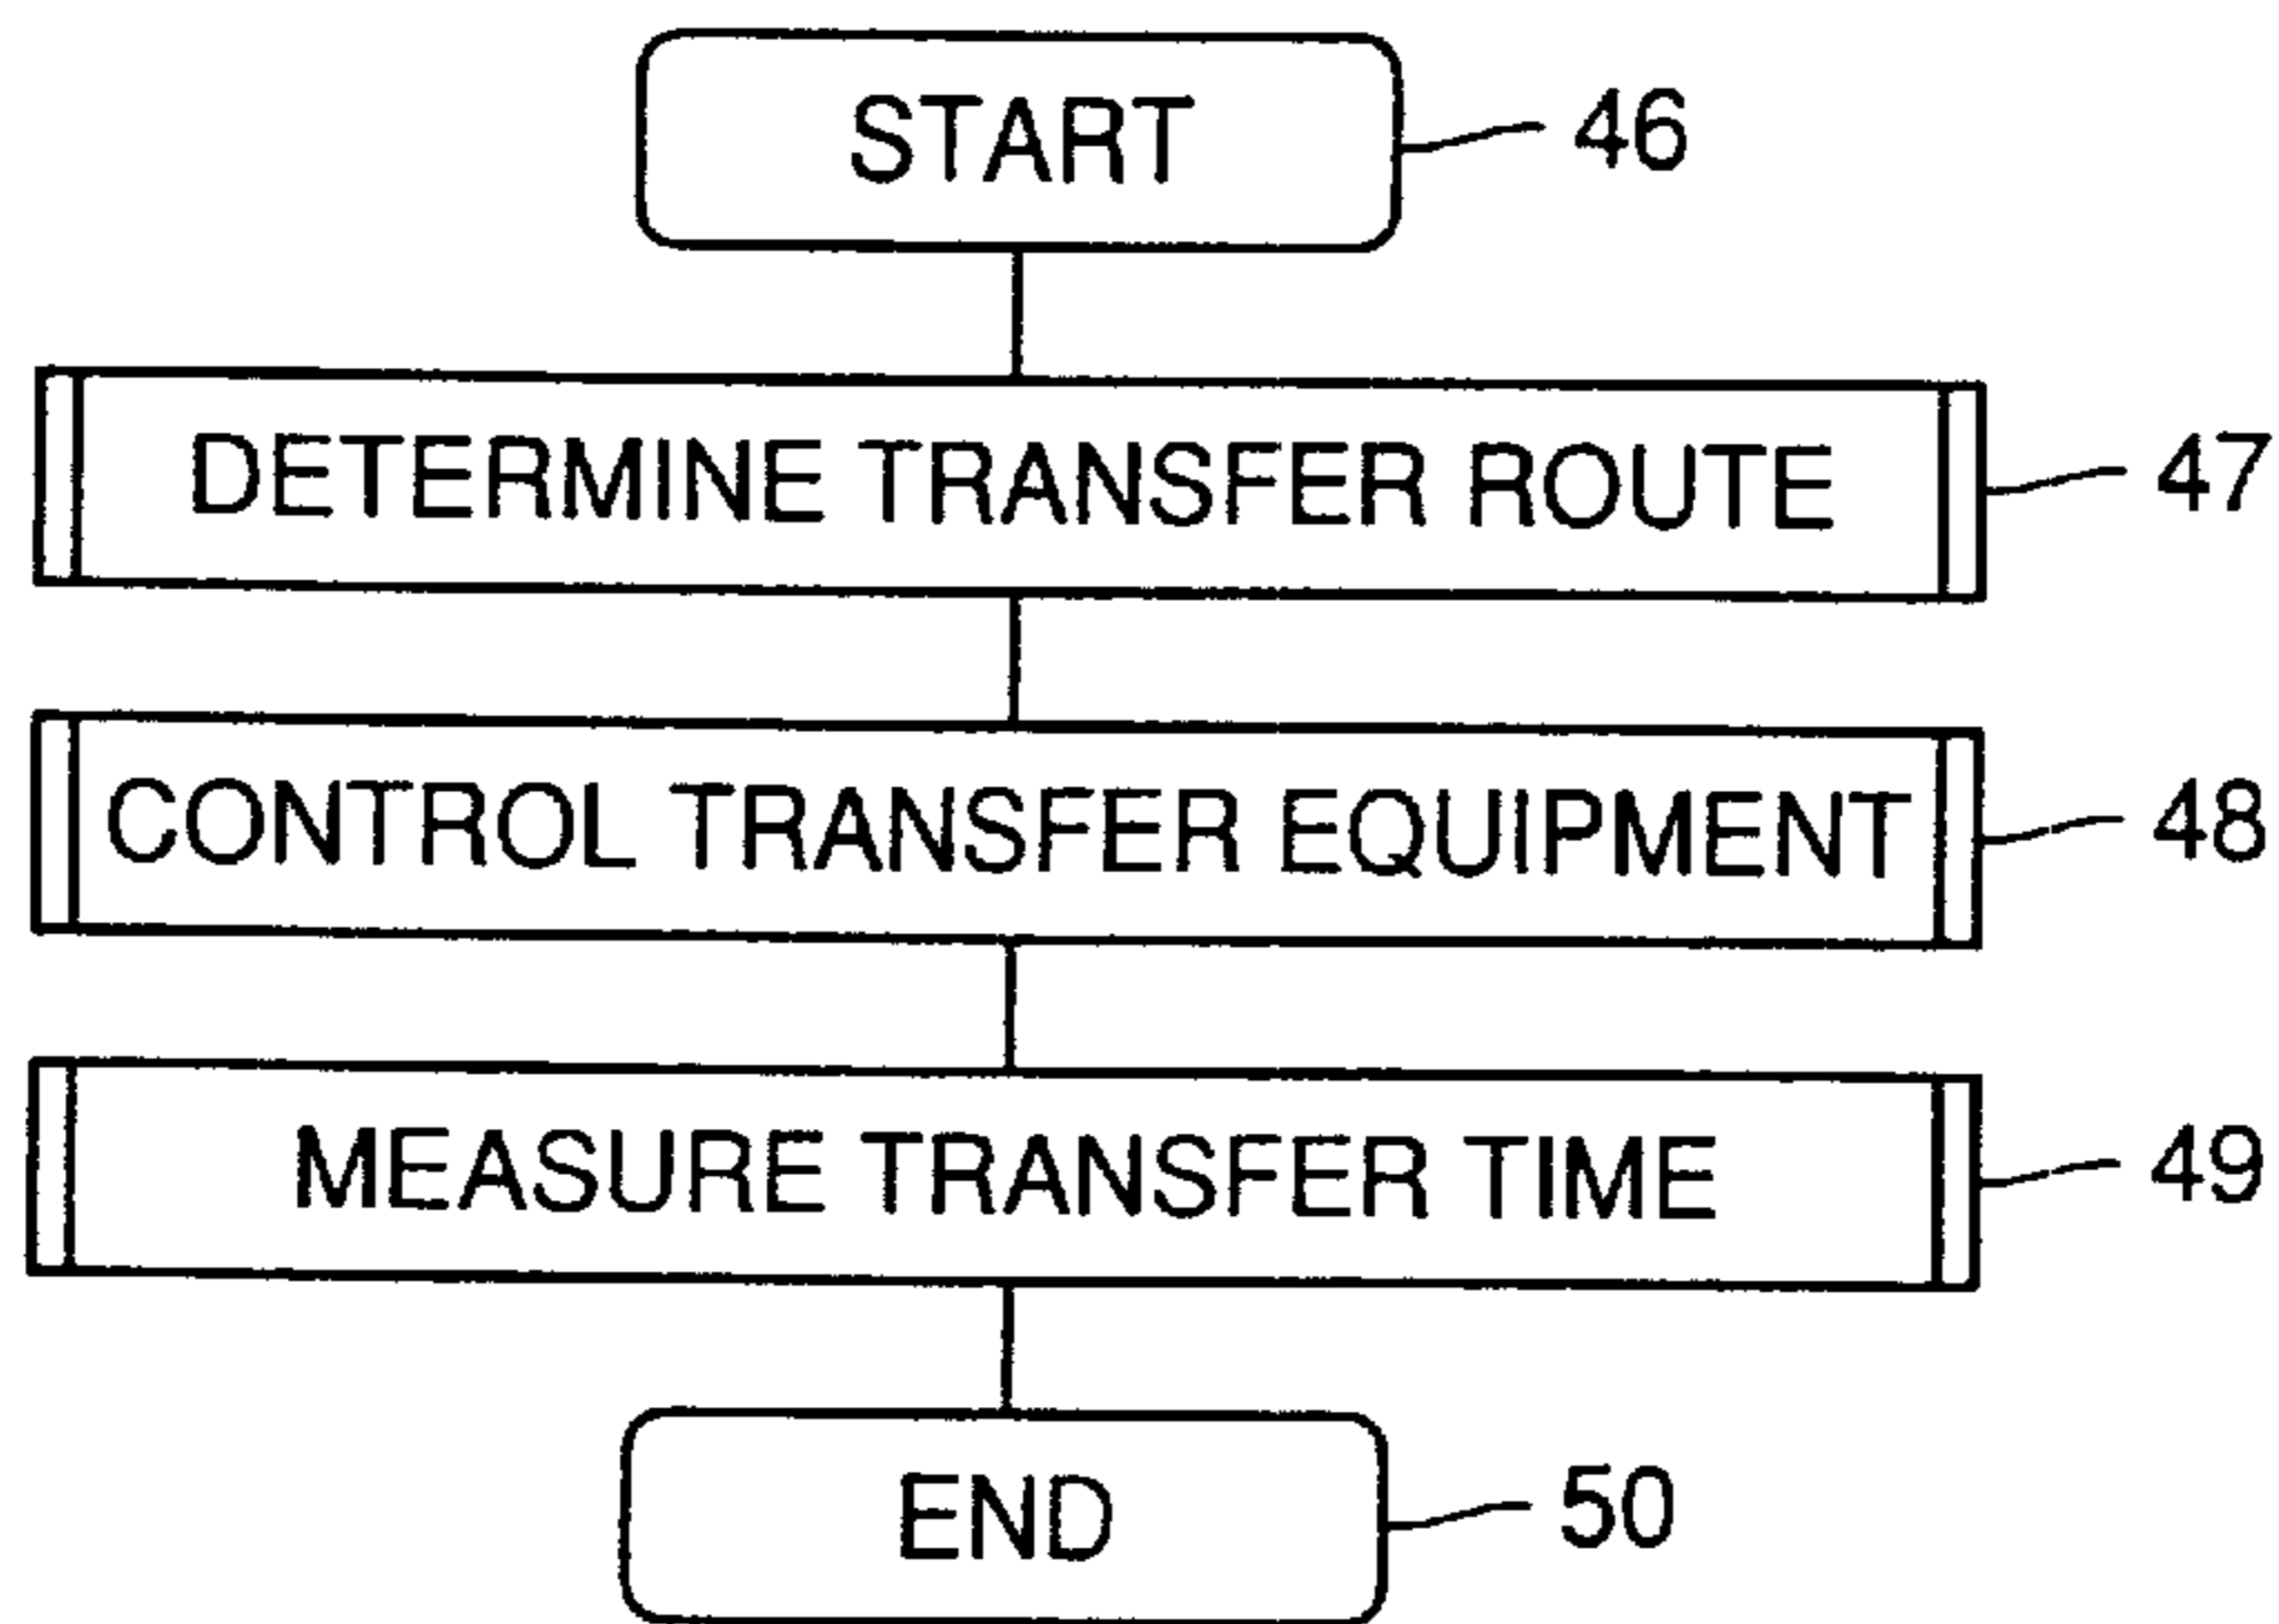 START 46
DETERMINE TRANSFER ROUTE 47
CONTROL TRANSFER EQUIPMENT 48
MEASURE TRANSFER TIME 49
END 50